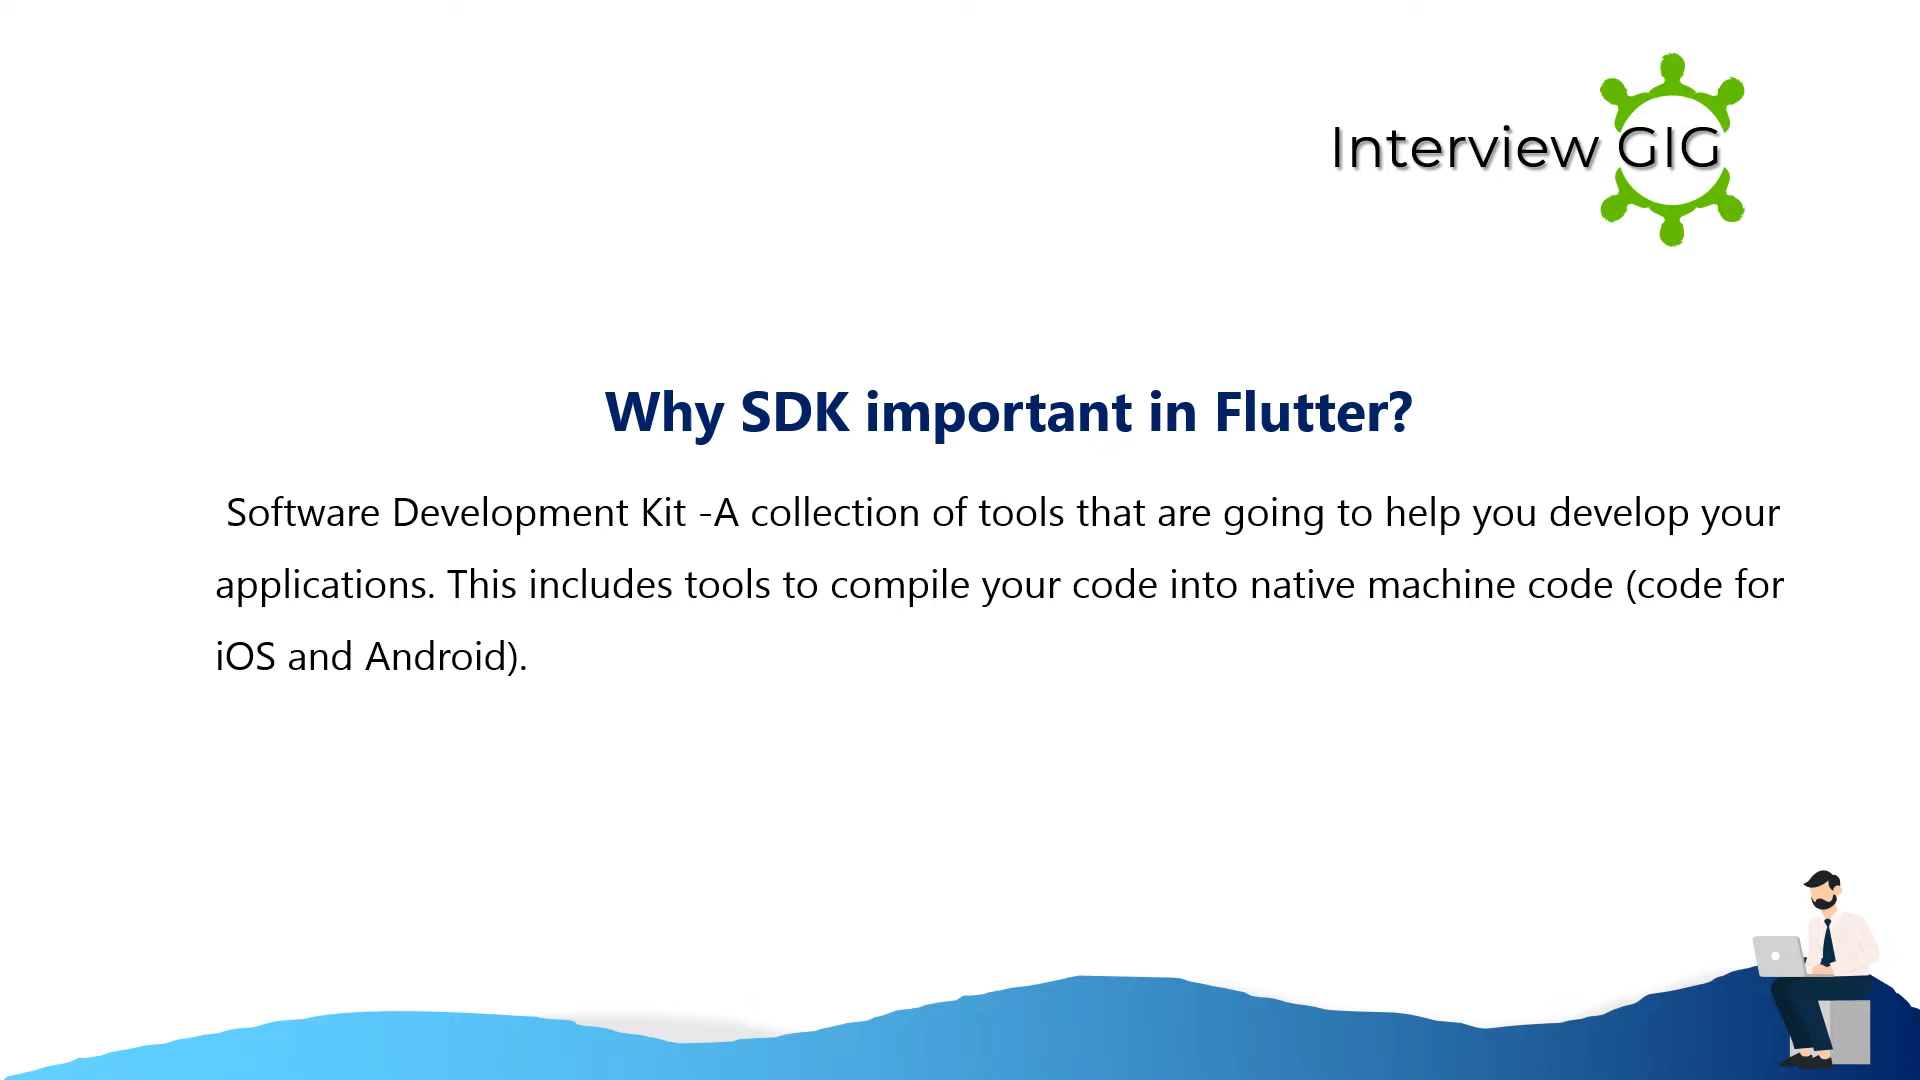 Interview GIG
Why SDK important in Flutter?
Software Development Kit -A collection of tools that are going to help you develop your
applications. This includes tools to compile your code into native machine code (code for
iOS and Android).